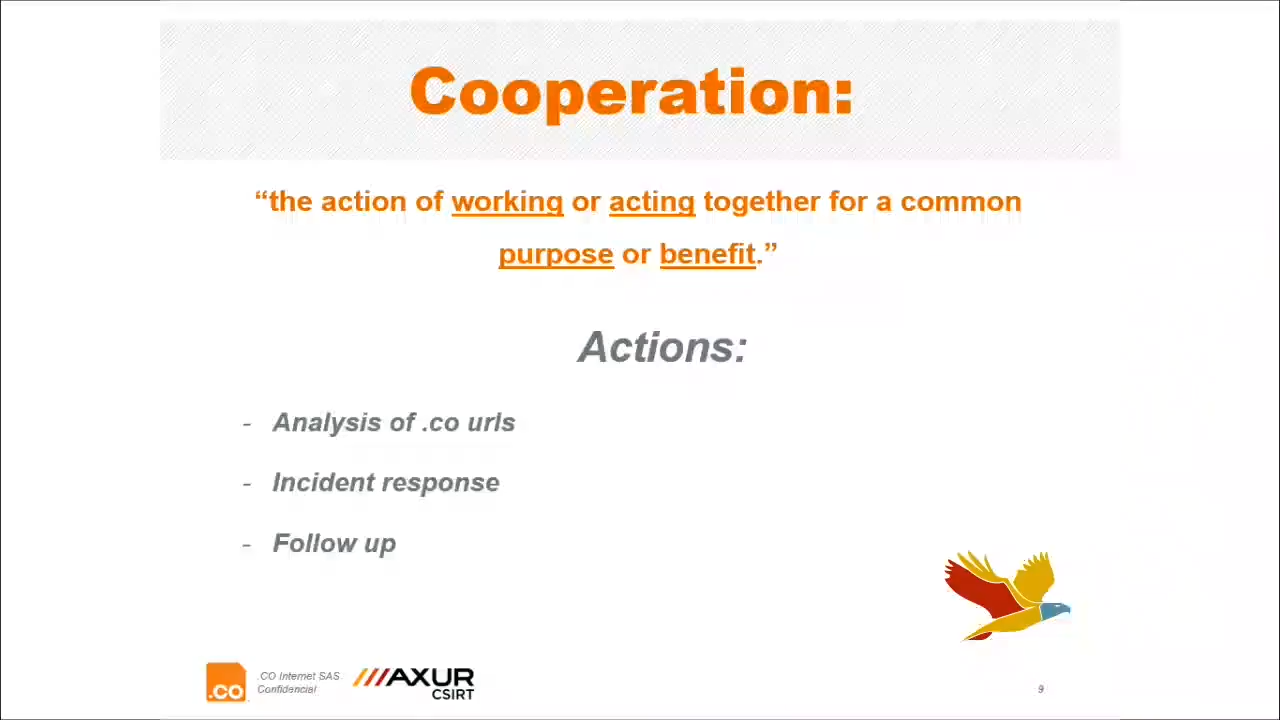 Cooperation:
“the action of working or acting together for a common
purpose or benefit.”
Actions:
- Analysis of .co urls
- Incident response
- Follow up
.co
.CO Internet SAS
Confidencial
AXUR
CSIRT
9